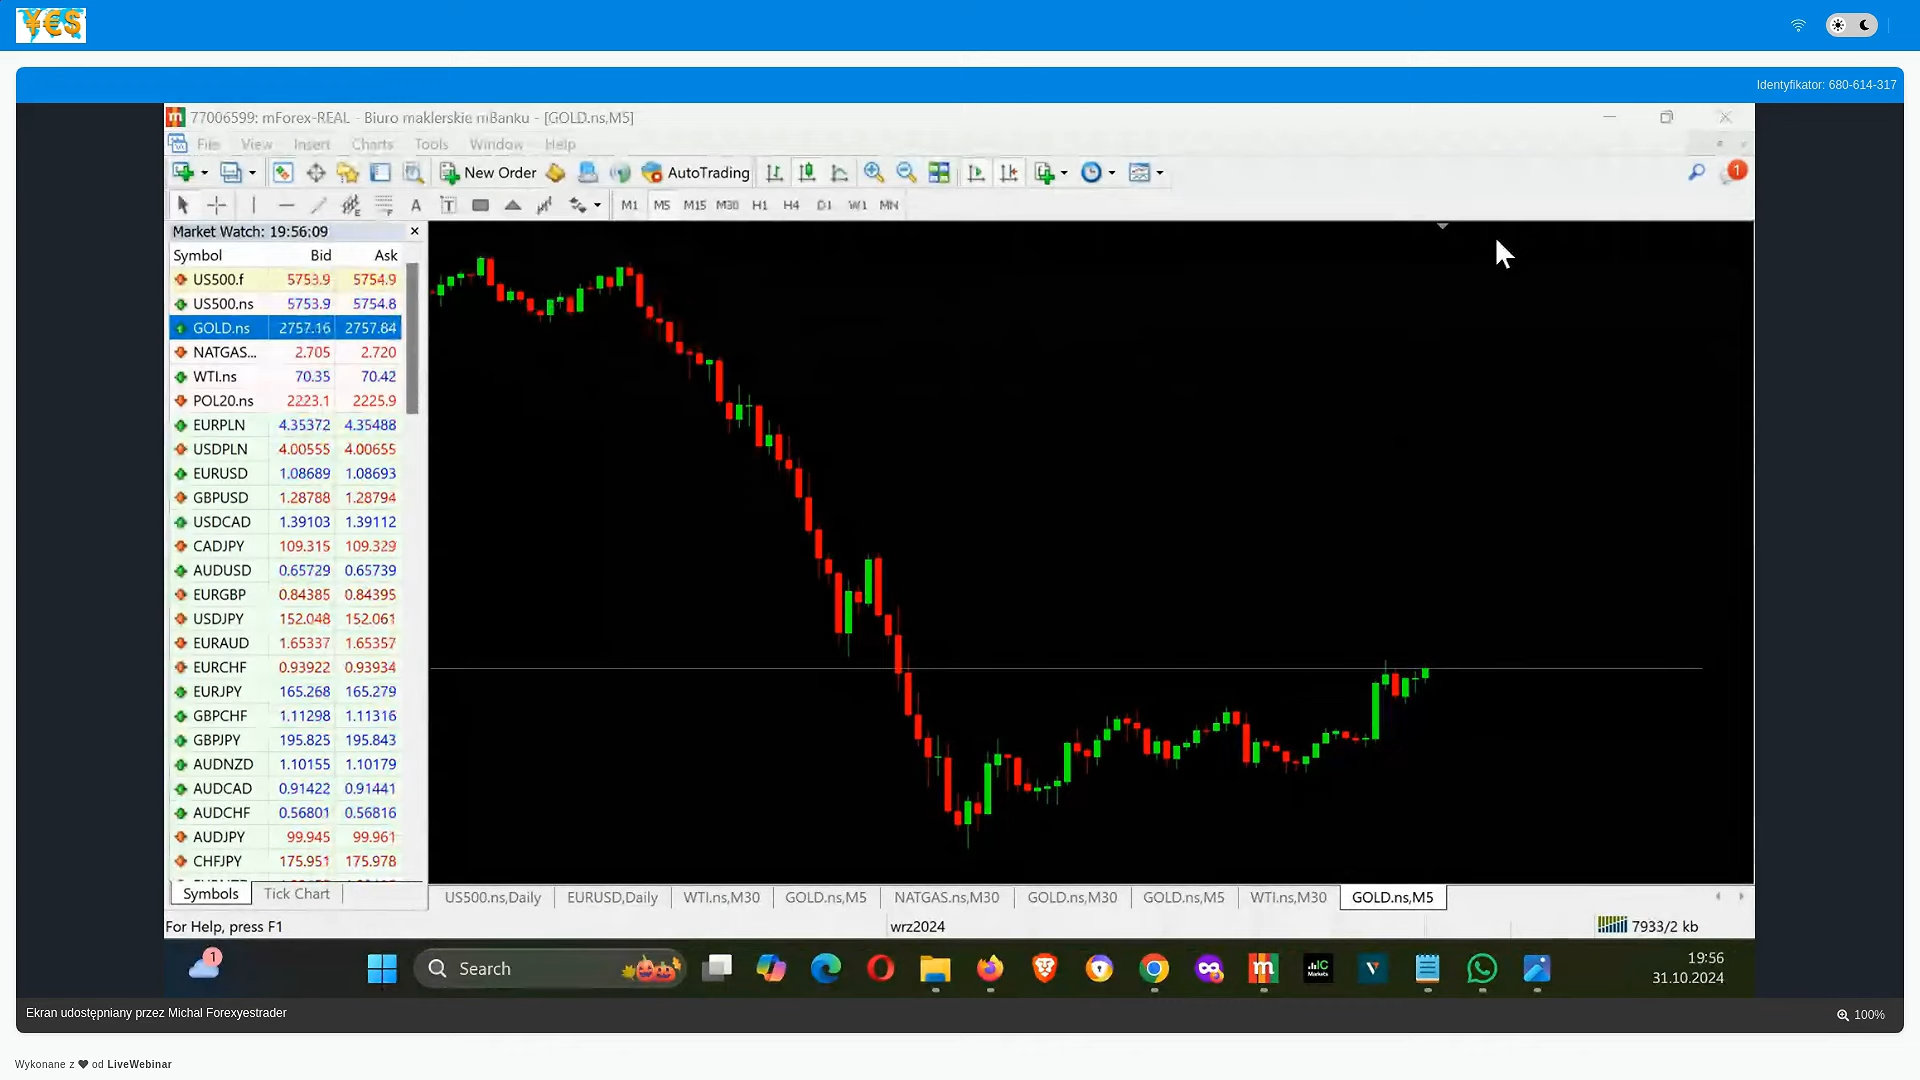 ¥€$
Identyfikator: 680-614-317
77006599: mForex-REAL - Biuro maklerskie mBanku - [GOLD.ns,M5]
File View Insert Charts Tools Window Help
New Order AutoTrading 1
A T M1 M5 M15 M30 H1 H4 D1 W1 MN
Market Watch: 19:56:09
Symbol Bid Ask
US500.f 5753.9 5754.9
US500.ns 5753.9 5754.8
GOLD.ns 2757.16 2757.84
NATGAS... 2.705 2.720
WTI.ns 70.35 70.42
POL20.ns 2223.1 2225.9
EURPLN 4.35372 4.35488
USDPLN 4.00555 4.00655
EURUSD 1.08689 1.08693
GBPUSD 1.28788 1.28794
USDCAD 1.39103 1.39112
CADJPY 109.315 109.329
AUDUSD 0.65729 0.65739
EURGBP 0.84385 0.84395
USDJPY 152.048 152.061
EURAUD 1.65337 1.65357
EURCHF 0.93922 0.93934
EURJPY 165.268 165.279
GBPCHF 1.11298 1.11316
GBPJPY 195.825 195.843
AUDNZD 1.10155 1.10179
AUDCAD 0.91422 0.91441
AUDCHF 0.56801 0.56816
AUDJPY 99.945 99.961
CHFJPY 175.951 175.978
Symbols Tick Chart
US500.ns,Daily EURUSD,Daily WTI.ns,M30 GOLD.ns,M5 NATGAS.ns,M30 GOLD.ns,M30 GOLD.ns,M5 WTI.ns,M30 GOLD.ns,M5
For Help, press F1 wrz2024 7933/2 kb
1 Search m IC Markets 19:56
31.10.2024
Ekran udostępniany przez Michal Forexyestrader 100%
Wykonane z od LiveWebinar